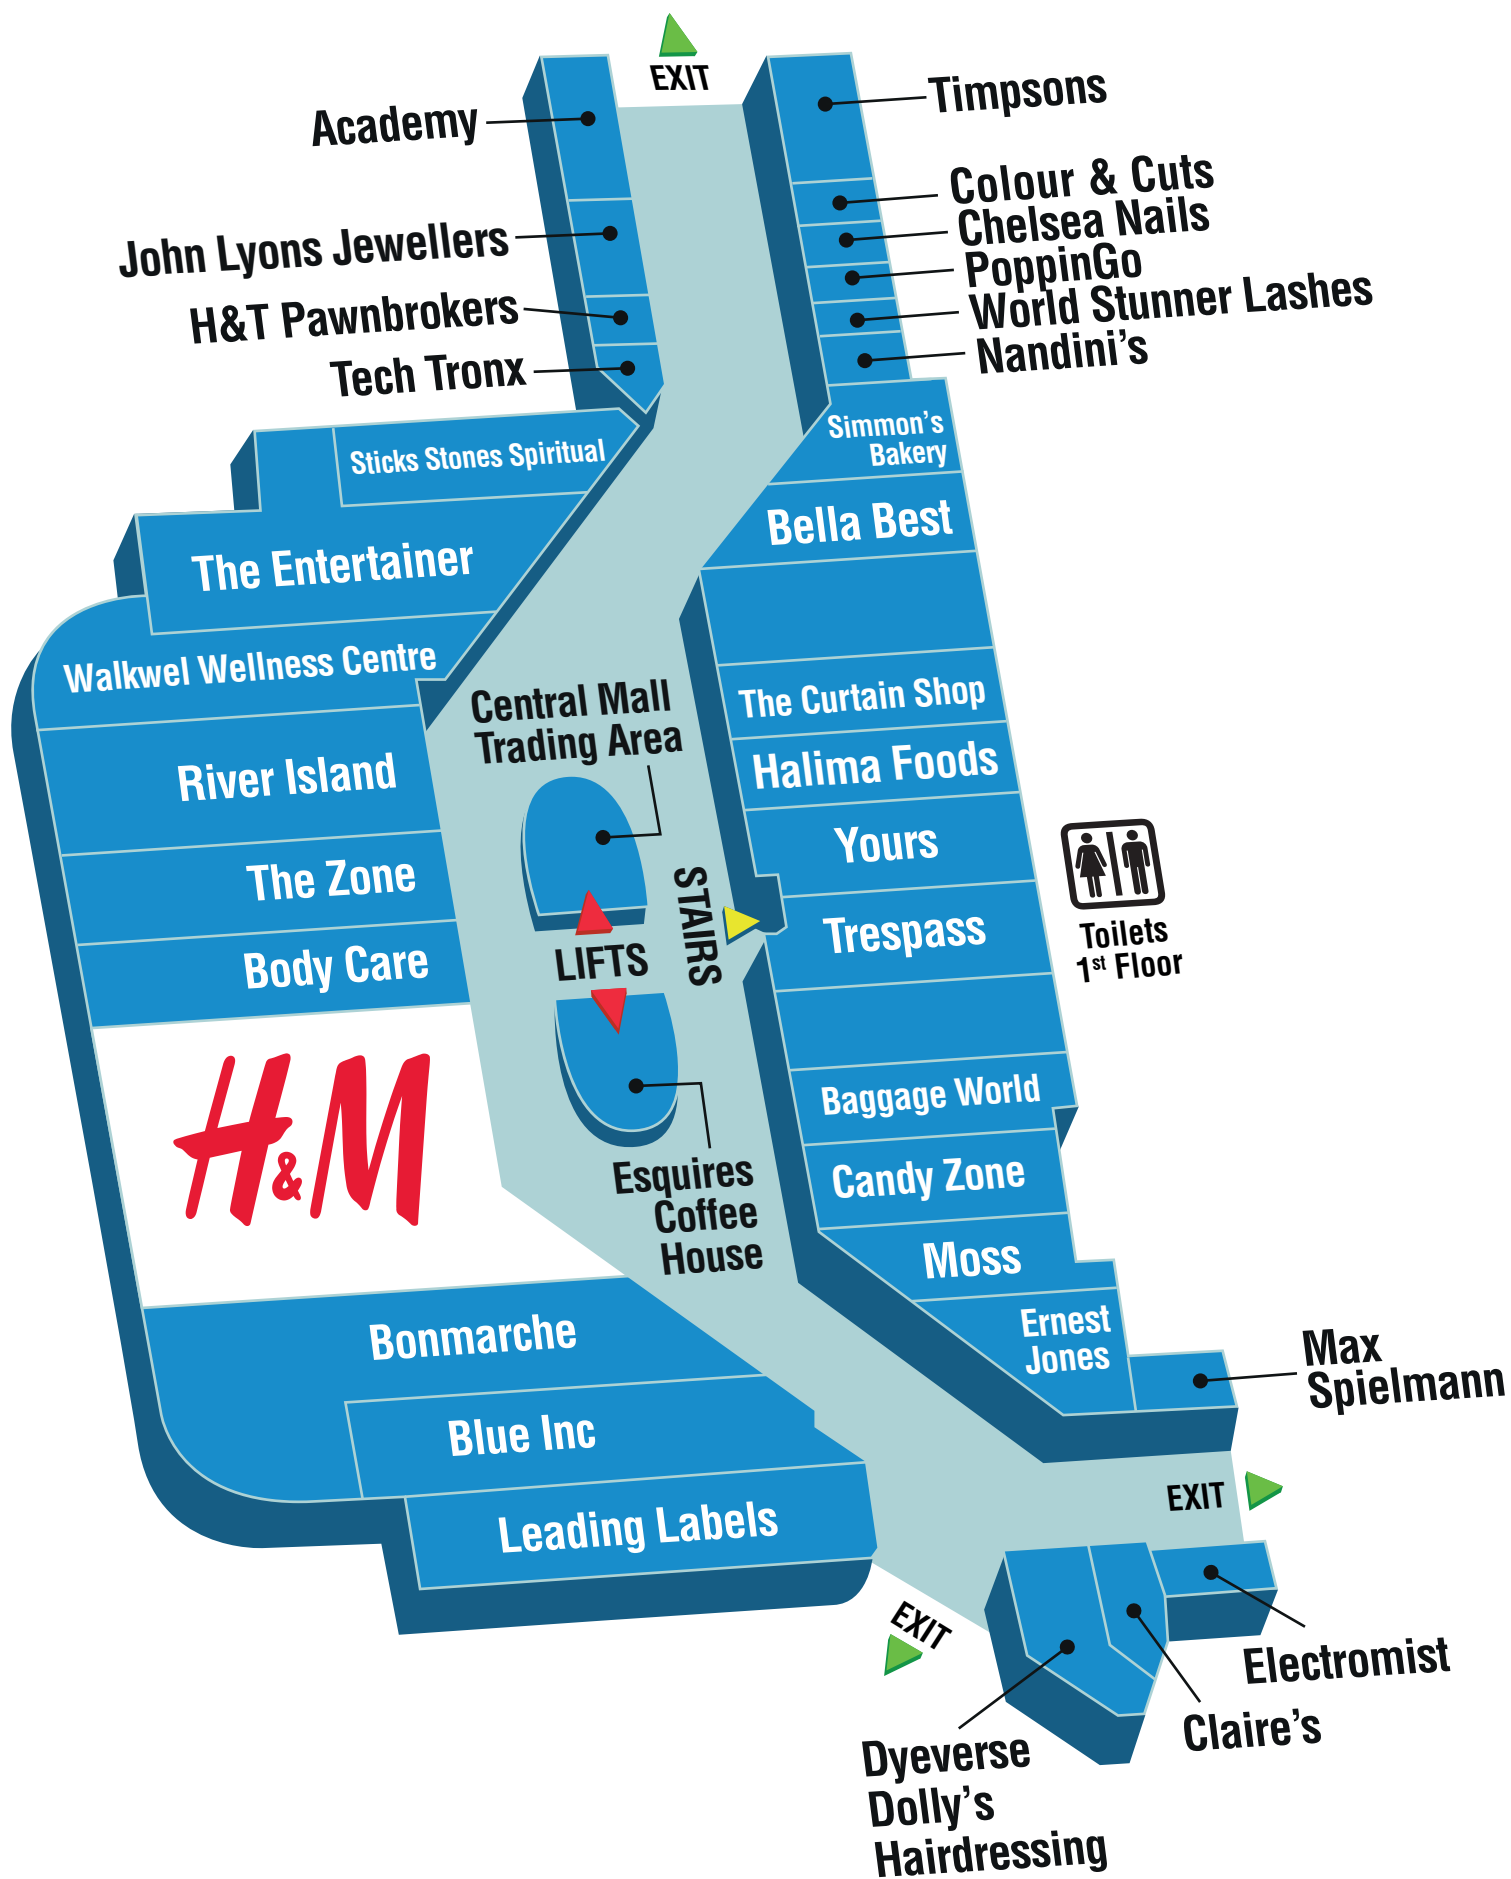 EXIT
Academy
Timpsons
Colour & Cuts
Chelsea Nails
PoppinGo
World Stunner Lashes
Nandini's
John Lyons Jewellers
H&T Pawnbrokers
Tech Tronx
Simmon's
Bakery
Sticks Stones Spiritual
Bella Best
The Entertainer
Walkwel Wellness Centre
Central Mall
Trading Area
The Curtain Shop
River Island
Halima Foods
Yours
The Zone
STAIRS
Trespass
Toilets
1st Floor
LIFTS
Body Care
H&M
Baggage World
Esquires
Coffee
House
Candy Zone
Moss
Ernest
Jones
Max
Spielmann
Bonmarche
Blue Inc
Leading Labels
EXIT
EXIT
Electromist
Claire's
Dyeverse
Dolly's
Hairdressing